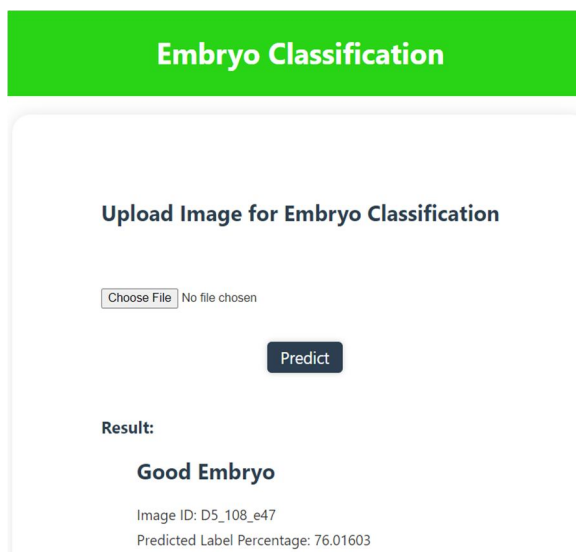 Embryo Classification
Upload Image for Embryo Classification
Choose File No file chosen
Predict
Result:
Good Embryo
Image ID: D5_108_e47
Predicted Label Percentage: 76.01603